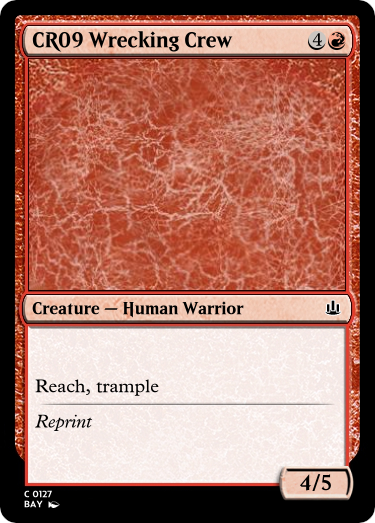 CR09 Wrecking Crew 4
Creature — Human Warrior
Reach, trample
Reprint
4/5
C 0127
BAY